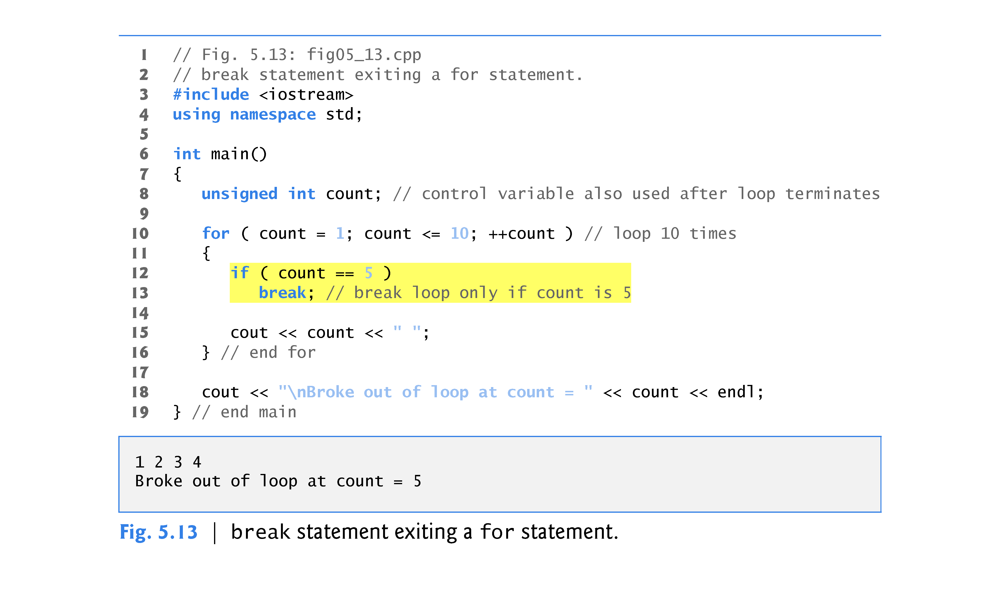 1 // Fig. 5.13: fig05_13.cpp
2 // break statement exiting a for statement.
3 #include <iostream>
4 using namespace std;
5
6 int main()
7 {
8 unsigned int count; // control variable also used after loop terminates
9
10 for ( count = 1; count <= 10; ++count ) // loop 10 times
11 {
12 if ( count == 5 )
13 break; // break loop only if count is 5
14
15 cout << count << " ";
16 } // end for
17
18 cout << "\nBroke out of loop at count = " << count << endl;
19 } // end main
1 2 3 4
Broke out of loop at count = 5
Fig. 5.13 | break statement exiting a for statement.